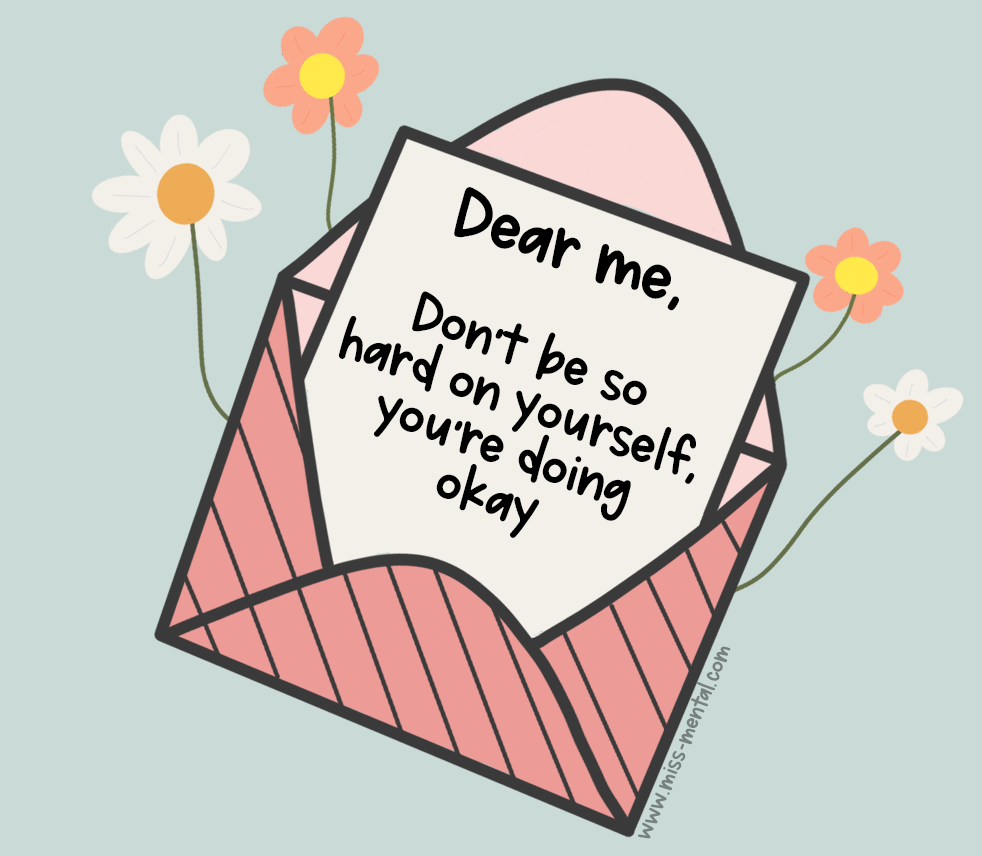 Dear me,
Don't be so
hard on yourself,
you're doing
okay
www.miss-mental.com